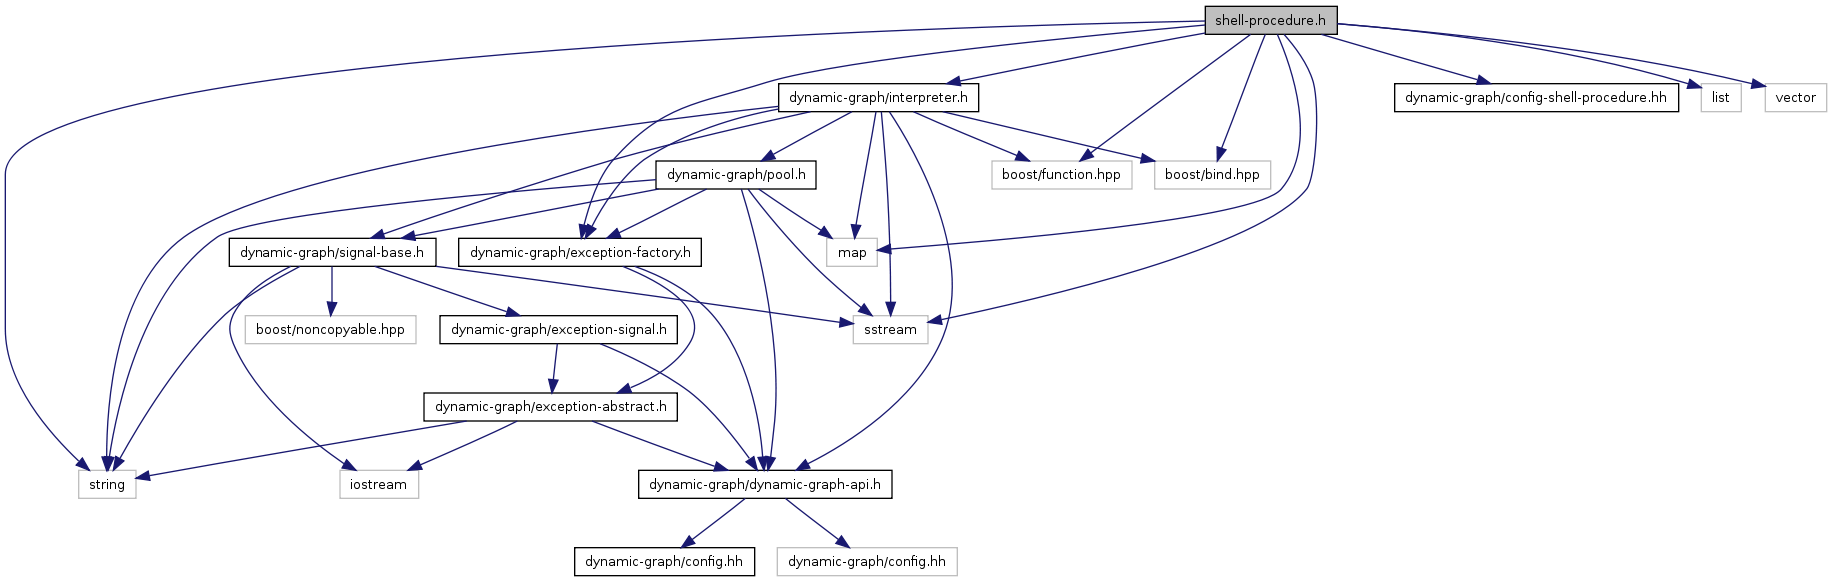 shell-procedure.h
dynamic-graph/interpreter.h
dynamic-graph/config-shell-procedure.hh
list
vector
dynamic-graph/pool.h
boost/function.hpp
boost/bind.hpp
dynamic-graph/signal-base.h
dynamic-graph/exception-factory.h
map
boost/noncopyable.hpp
dynamic-graph/exception-signal.h
sstream
dynamic-graph/exception-abstract.h
string
iostream
dynamic-graph/dynamic-graph-api.h
dynamic-graph/config.hh
dynamic-graph/config.hh